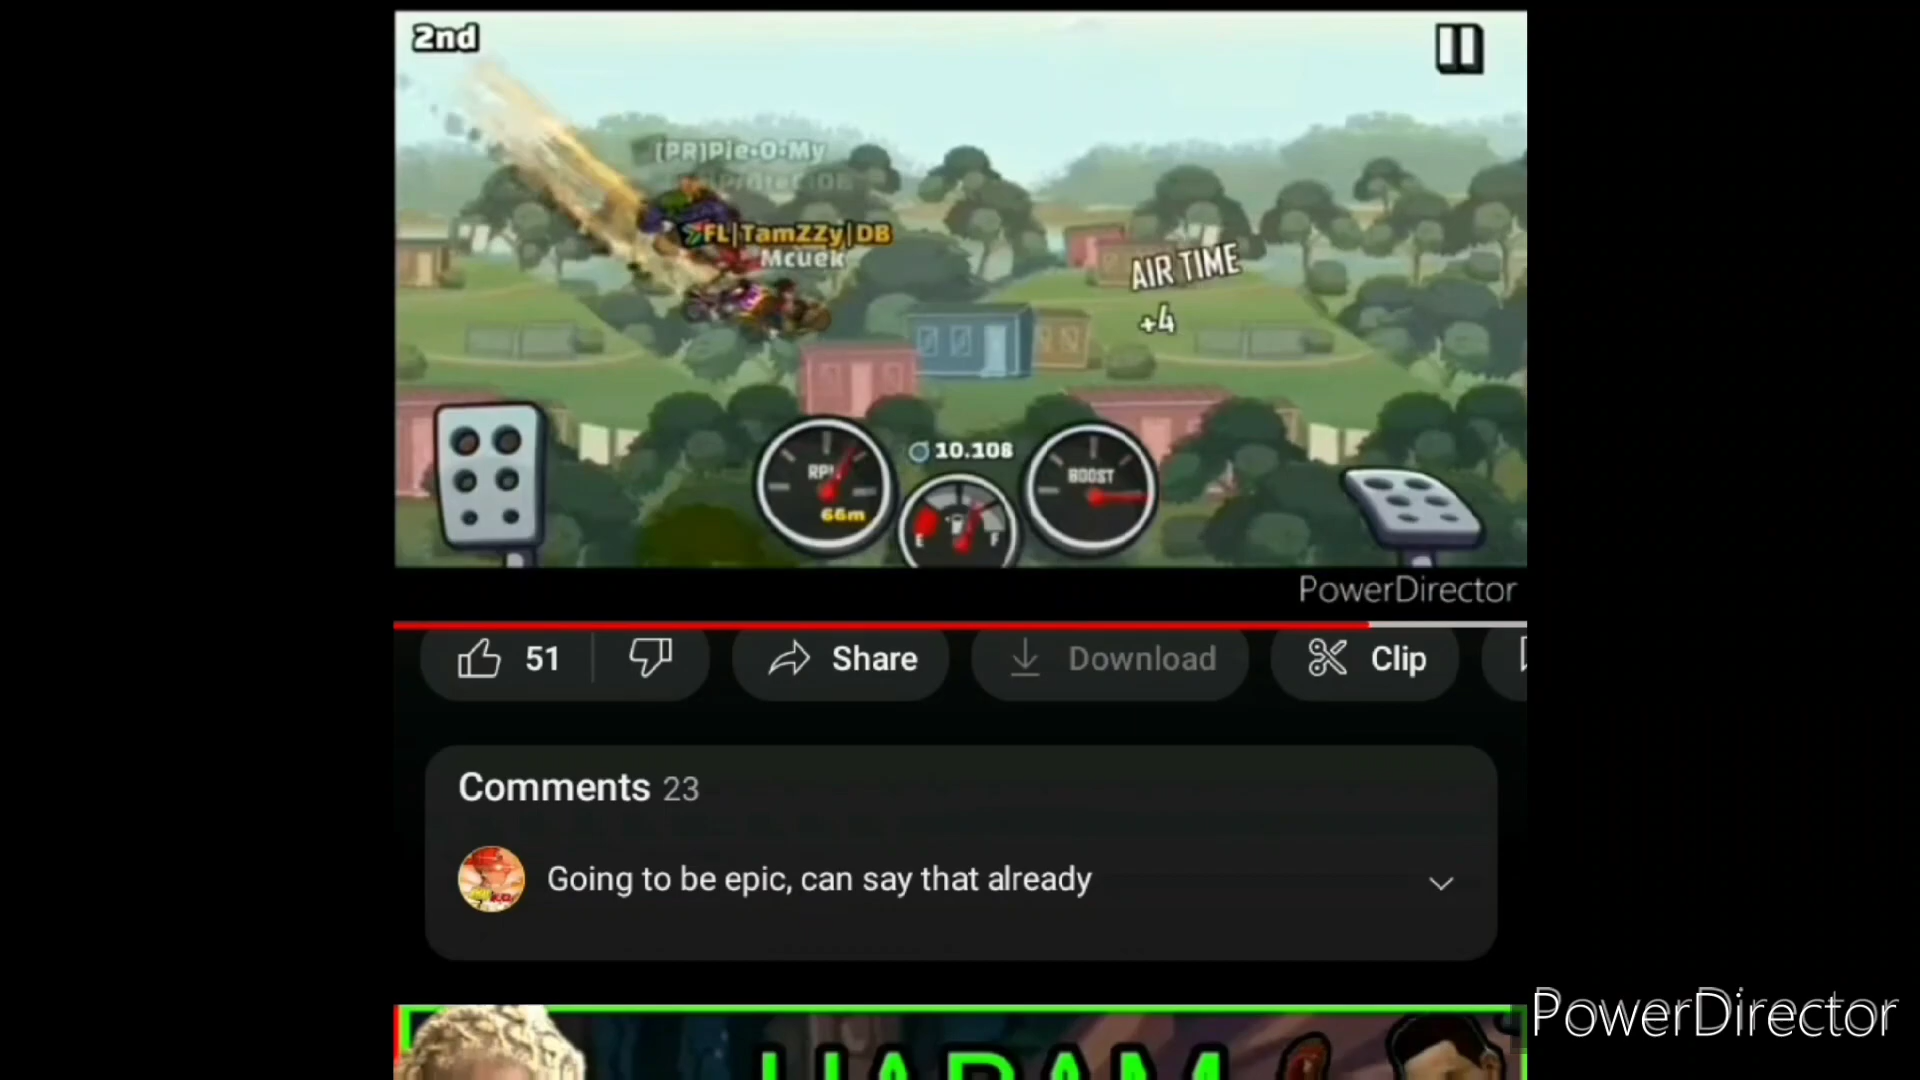 2nd
[PR]Pie•O•My
FL|TamZZy|DB
Mcuek
AIR TIME
+4
10.108
RPM
BOOST
66m
E
F
PowerDirector
51
Share
Download
Clip
Comments 23
Going to be epic, can say that already
PowerDirector